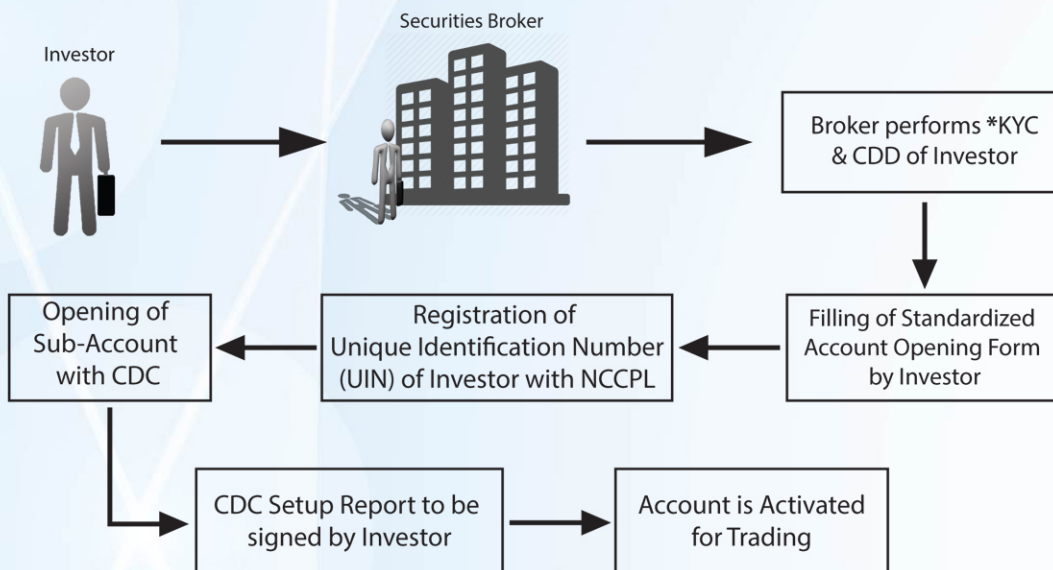 Investor
Securities Broker
Broker performs *KYC
& CDD of Investor
Filling of Standardized
Account Opening Form
by Investor
Registration of
Unique Identification Number
(UIN) of Investor with NCCPL
Opening of
Sub-Account
with CDC
CDC Setup Report to be
signed by Investor
Account is Activated
for Trading